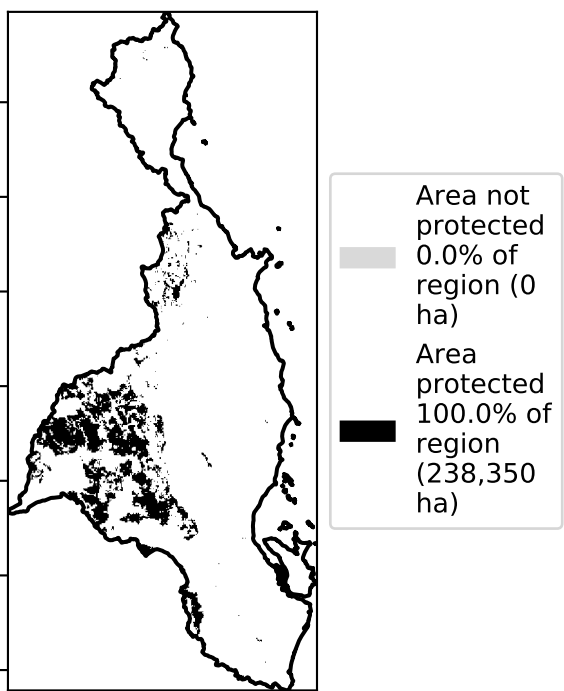 Area not
protected
0.0% of
region (0
ha)
Area
protected
100.0% of
region
(238,350
ha)